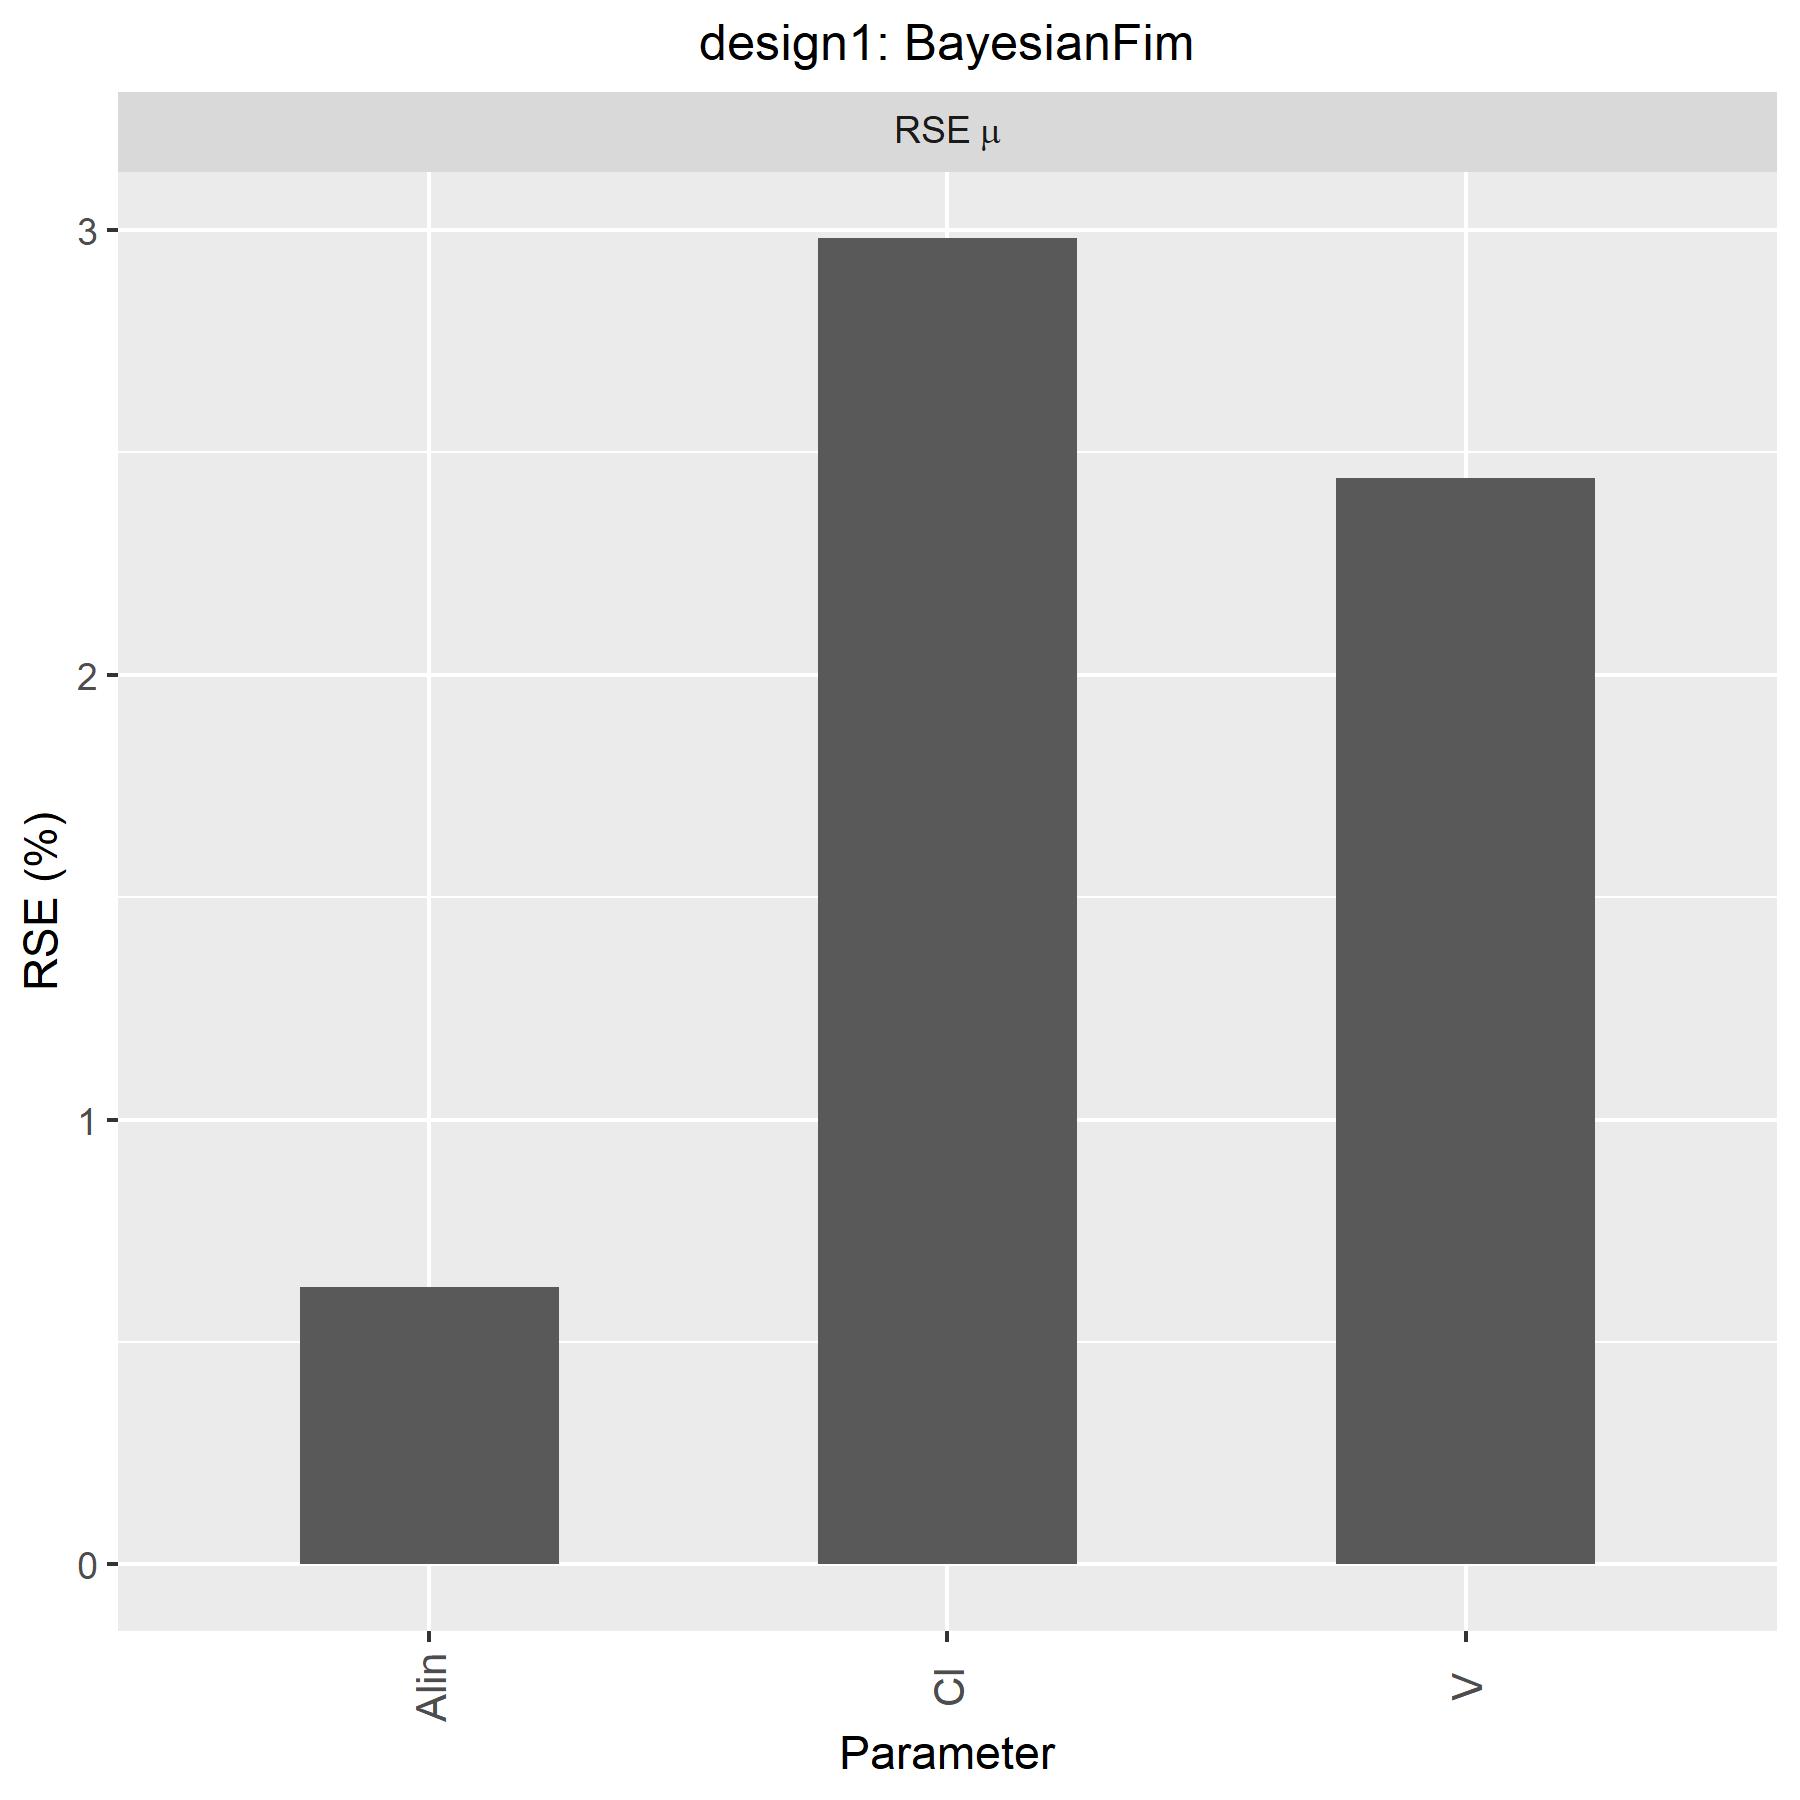 design1: BayesianFim
RSE μ
3
2
1
0
RSE (%)
Alin
Cl
V
Parameter